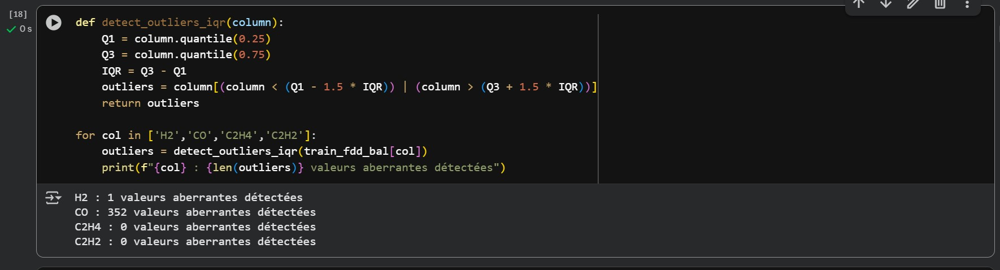 [18]
0 s
def detect_outliers_iqr(column):
    Q1 = column.quantile(0.25)
    Q3 = column.quantile(0.75)
    IQR = Q3 - Q1
    outliers = column[(column < (Q1 - 1.5 * IQR)) | (column > (Q3 + 1.5 * IQR))]
    return outliers
for col in ['H2','CO','C2H4','C2H2']:
    outliers = detect_outliers_iqr(train_fdd_bal[col])
    print(f"{col} : {len(outliers)} valeurs aberrantes détectées")
H2 : 1 valeurs aberrantes détectées
CO : 352 valeurs aberrantes détectées
C2H4 : 0 valeurs aberrantes détectées
C2H2 : 0 valeurs aberrantes détectées